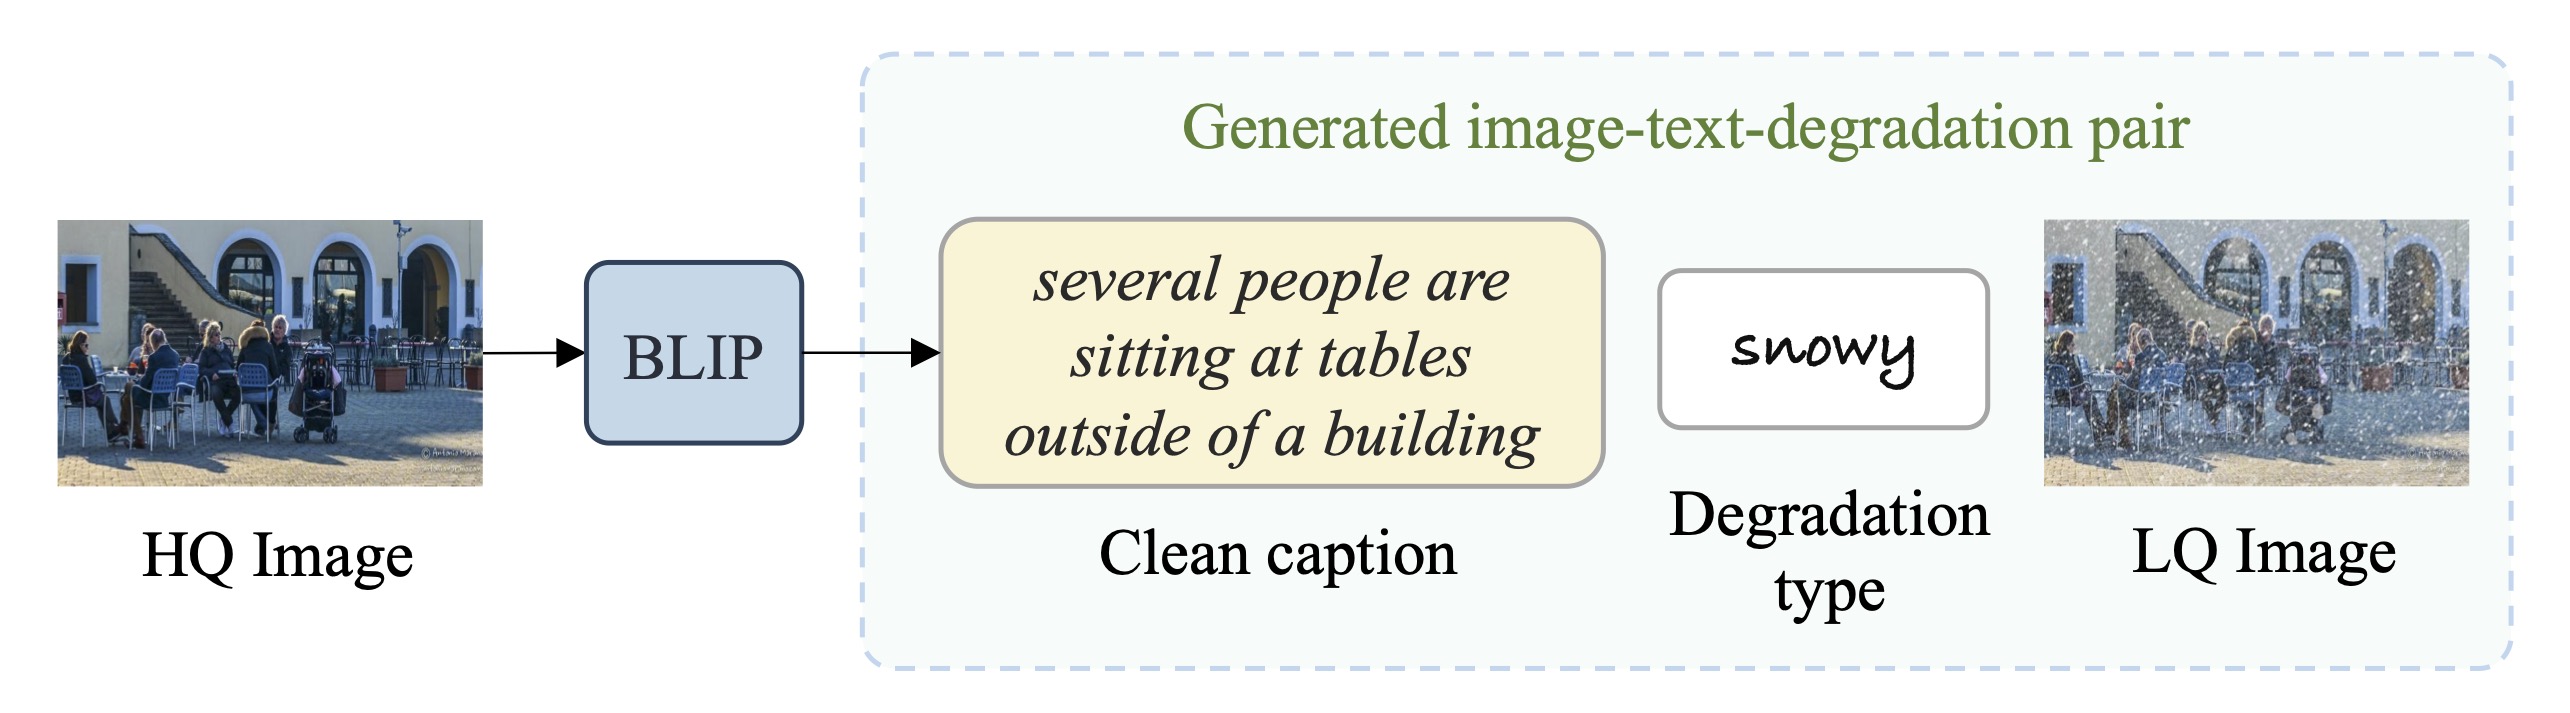 Generated image-text-degradation pair
BLIP
several people are
sitting at tables
outside of a building
snowy
HQ Image
Clean caption
Degradation
type
LQ Image